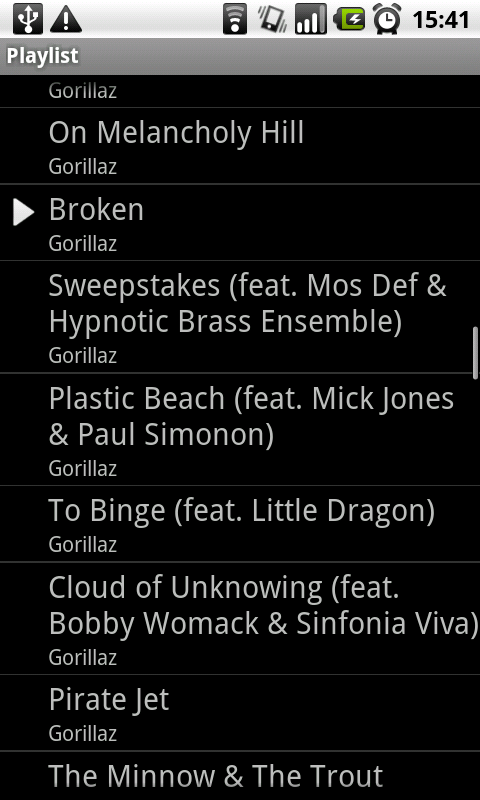 15:41
Playlist
Gorillaz
On Melancholy Hill
Gorillaz
Broken
Gorillaz
Sweepstakes (feat. Mos Def &
Hypnotic Brass Ensemble)
Gorillaz
Plastic Beach (feat. Mick Jones
& Paul Simonon)
Gorillaz
To Binge (feat. Little Dragon)
Gorillaz
Cloud of Unknowing (feat.
Bobby Womack & Sinfonia Viva)
Gorillaz
Pirate Jet
Gorillaz
The Minnow & The Trout